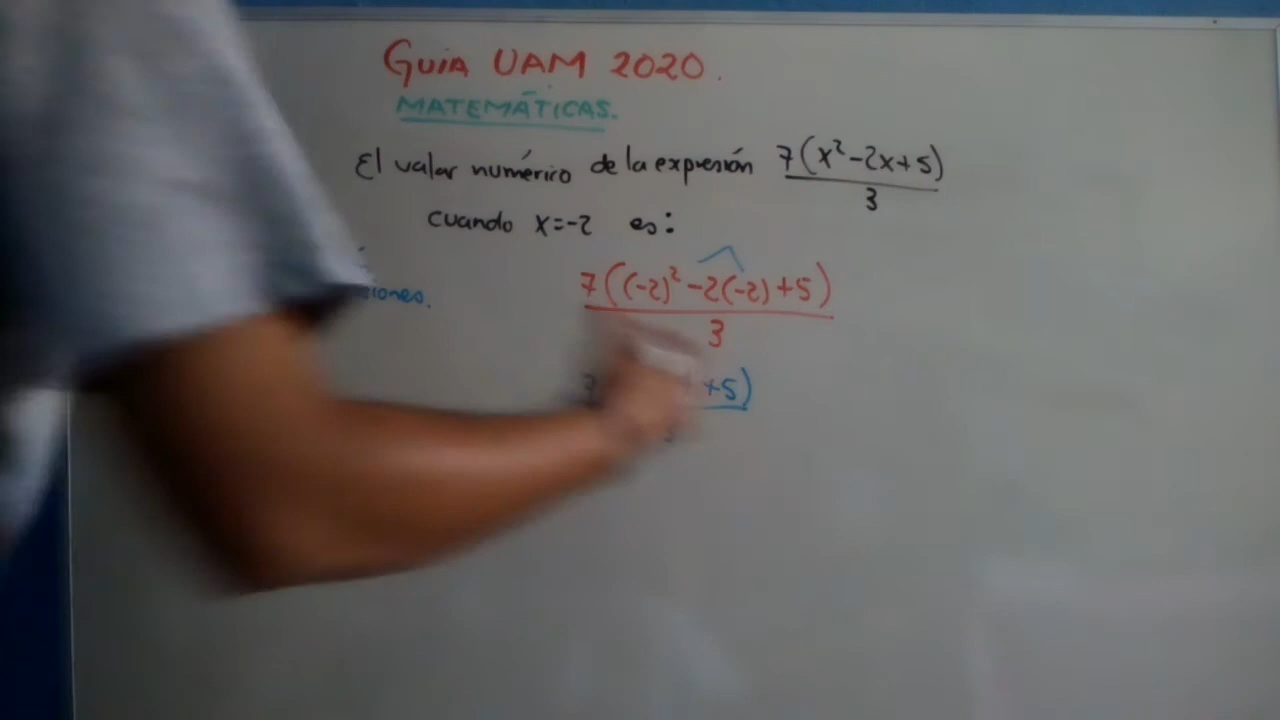 Guia UAM 2020.
MATEMÁTICAS.
El valor numérico de la expresión 7(x²-2x+5)
3
cuando x=-2 es:
7((-2)²-2(-2)+5)
iones.
3
+5)